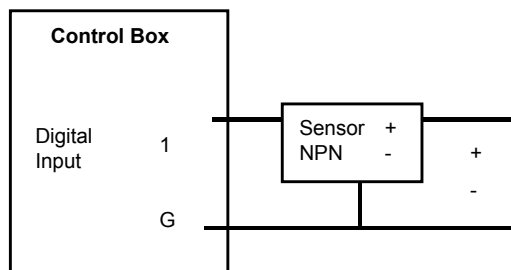 Control Box
Digital
Input
1
G
Sensor +
NPN -
+
-